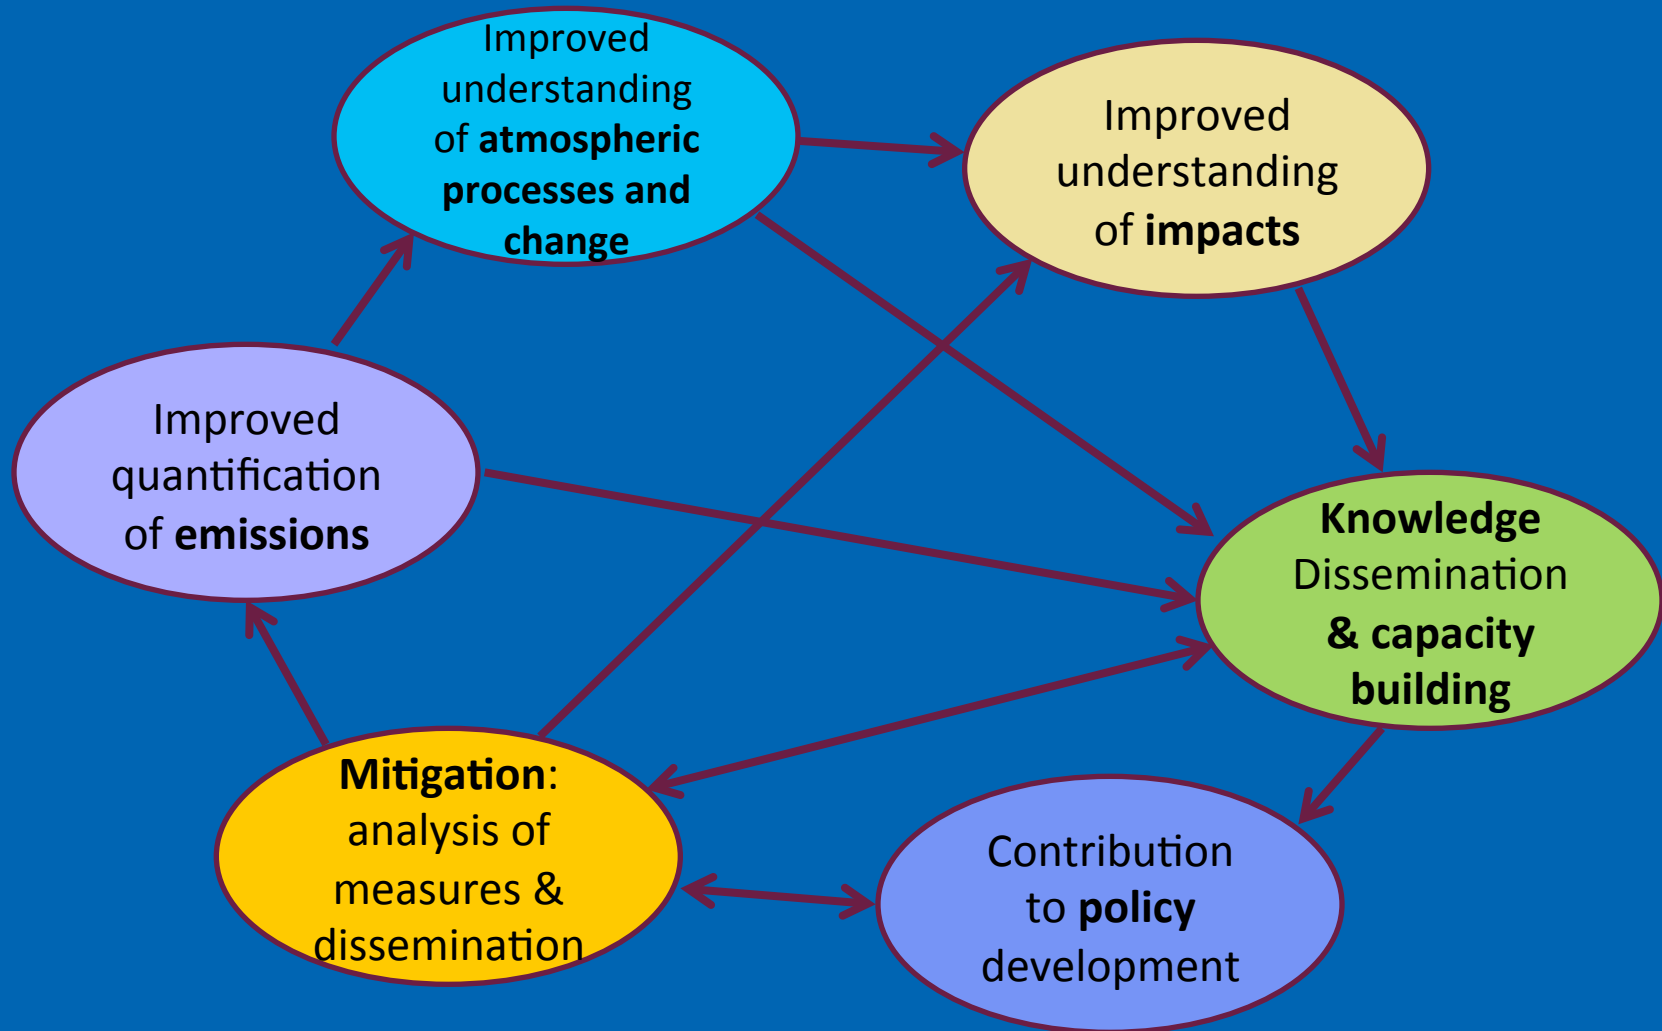 Improved
understanding
of atmospheric
processes and
change
Improved
understanding
of impacts
Improved
quantification
of emissions
Knowledge
Dissemination
& capacity
building
Mitigation:
analysis of
measures &
dissemination
Contribution
to policy
development